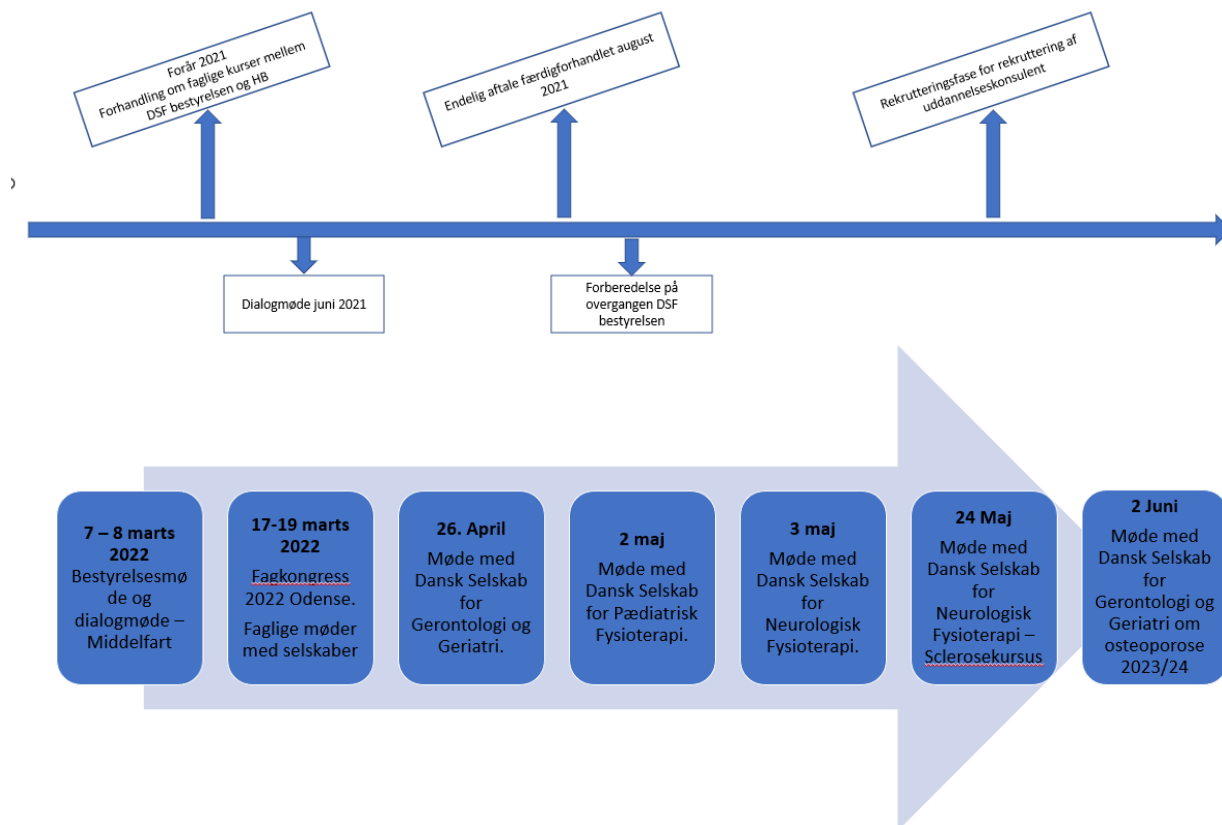 Forår 2021
Forhandling om faglige kurser mellem
DSF bestyrelsen og HB
Endelig aftale færdigforhandlet august
2021
Rekrutteringsfase for rekruttering af
uddannelseskonsulent
Dialogmøde juni 2021
Forberedelse på
overgangen DSF
bestyrelsen
7 – 8 marts
2022
Bestyrelsesmø
de og
dialogmøde –
Middelfart
17-19 marts
2022
Fagkongress
2022 Odense.
Faglige møder
med selskaber
26. April
Møde med
Dansk Selskab
for
Gerontologi og
Geriatri.
2 maj
Møde med
Dansk Selskab
for Pædiatrisk
Fysioterapi.
3 maj
Møde med
Dansk Selskab
for
Neurologisk
Fysioterapi.
24 Maj
Møde med
Dansk Selskab
for
Neurologisk
Fysioterapi –
Sclerosekursus
2 Juni
Møde med
Dansk Selskab
for
Gerontologi og
Geriatri om
osteoporose
2023/24